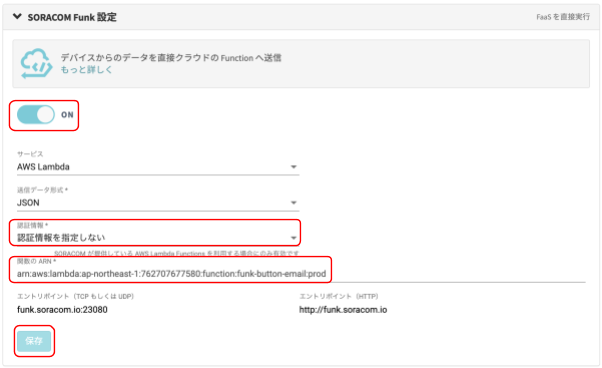 SORACOM Funk 設定
FaaS を直接実行
デバイスからのデータを直接クラウドの Function へ送信
もっと詳しく
ON
サービス
AWS Lambda
送信データ形式 *
JSON
認証情報 *
認証情報を指定しない
SORACOM が提供している AWS Lambda Functions を利用する場合にのみ有効です
関数の ARN *
arn:aws:lambda:ap-northeast-1:762707677580:function:funk-button-email:prod
エントリポイント（TCP もしくは UDP）
エントリポイント（HTTP）
funk.soracom.io:23080
http://funk.soracom.io
保存